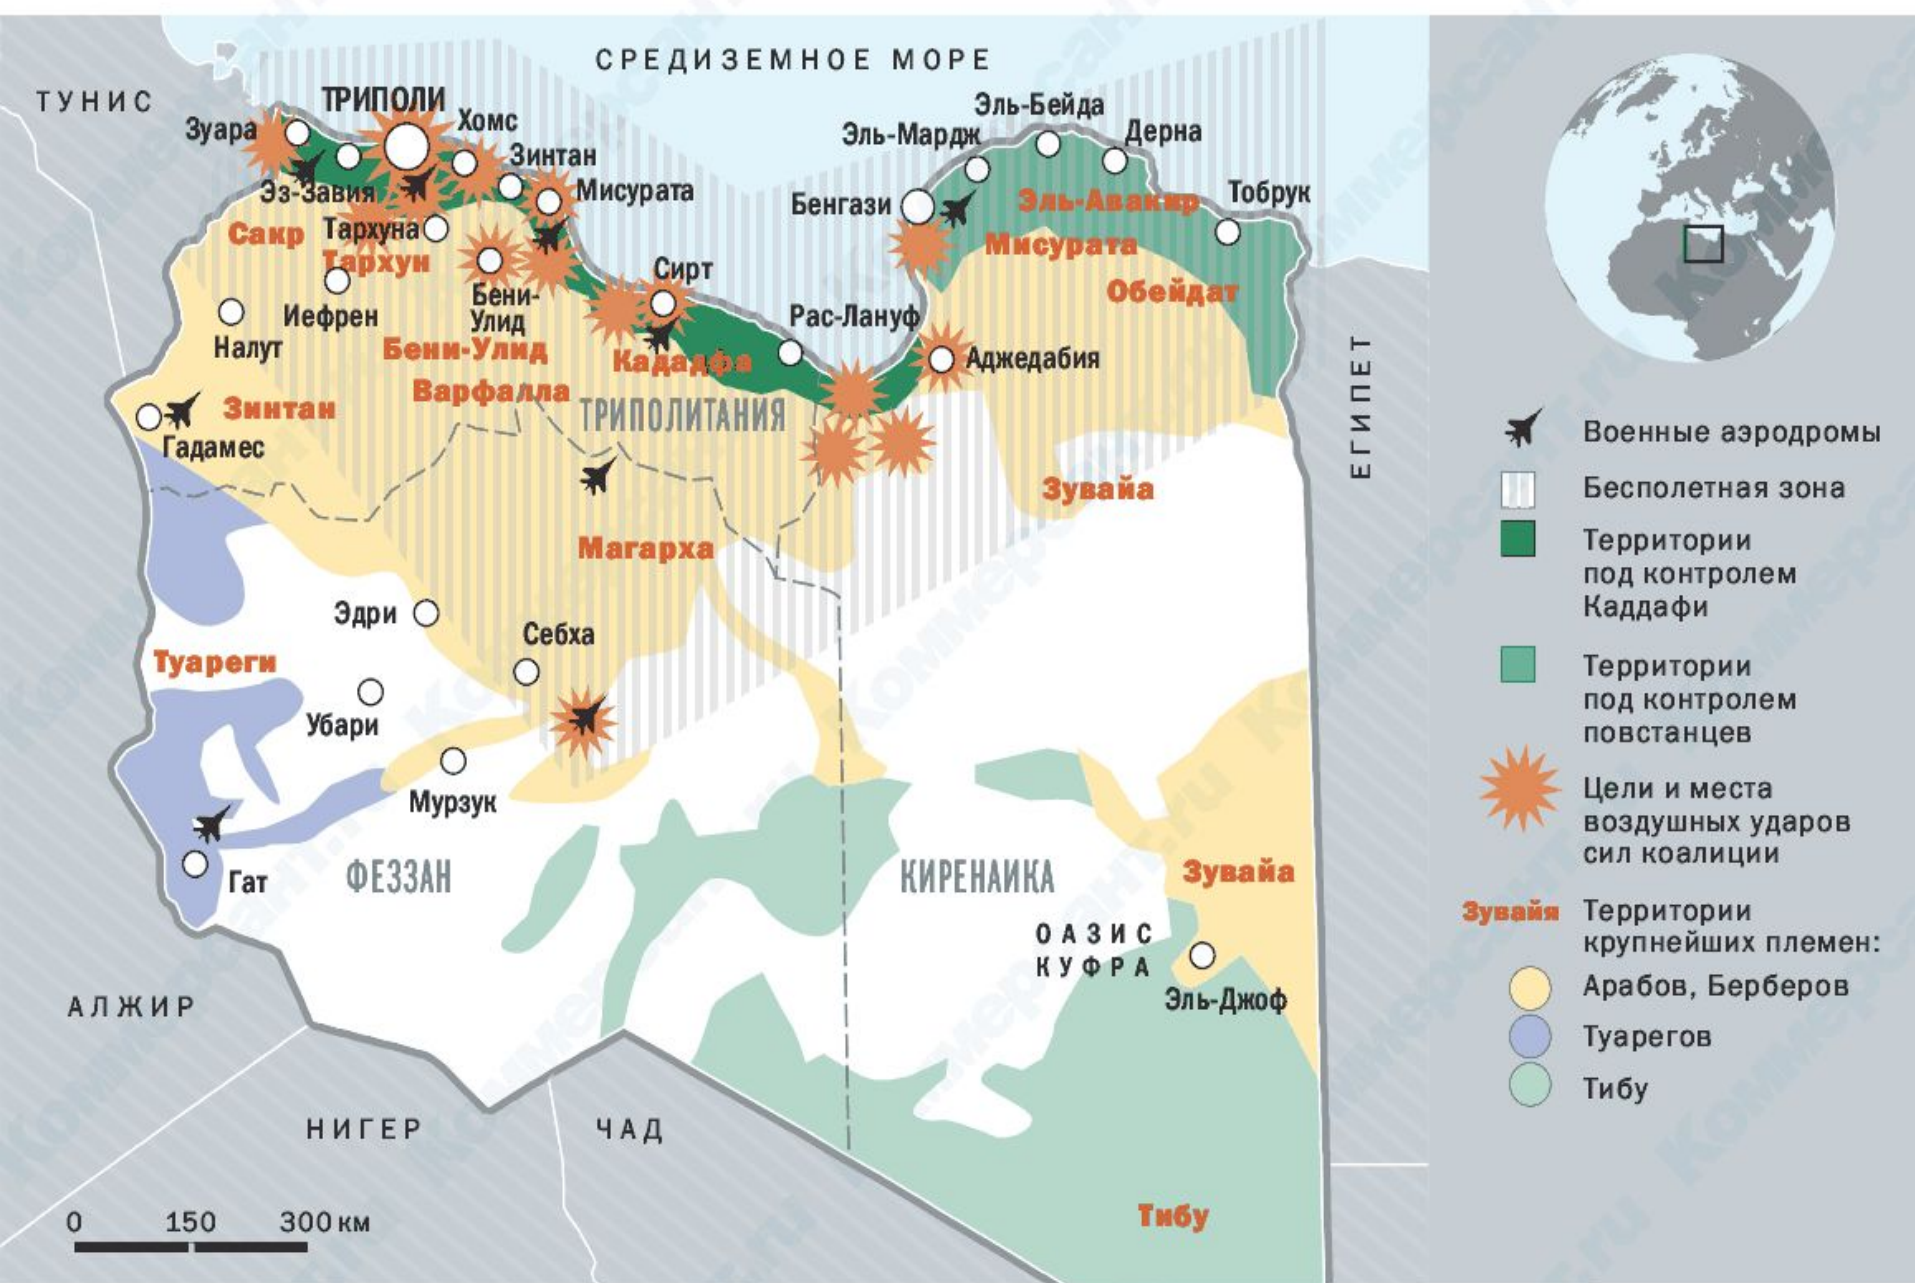 СРЕДИЗЕМНОЕ МОРЕ
ТУНИС
ТРИПОЛИ
Зуара
Хомс
Зинтан
Эз-Завия
Мисурата
Тархуна
Сакр
Тархун
Иефрен
Налут
Бени-
Улид
Бени-Улид
Варфалла
Зинтан
Гадамес
Сирт
Кададфа
Рас-Лануф
ТРИПОЛИТАНИЯ
Эль-Бейда
Эль-Мардж
Дерна
Бенгази
Тобрук
Эль-Авакир
Мисурата
Обейдат
Аджедабия
ЕГИПЕТ
Зувайа
Магарха
Эдри
Себха
Туареги
Убари
Мурзук
Гат
ФЕЗЗАН
КИРЕНАИКА
Зувайа
ОАЗИС
КУФРА
Эль-Джоф
АЛЖИР
НИГЕР
ЧАД
Тибу
0 150 300 км
Военные аэродромы
Бесполетная зона
Территории
под контролем
Каддафи
Территории
под контролем
повстанцев
Цели и места
воздушных ударов
сил коалиции
Зувайя Территории
крупнейших племен:
Арабов, Берберов
Туарегов
Тибу
Коммерсант.ru